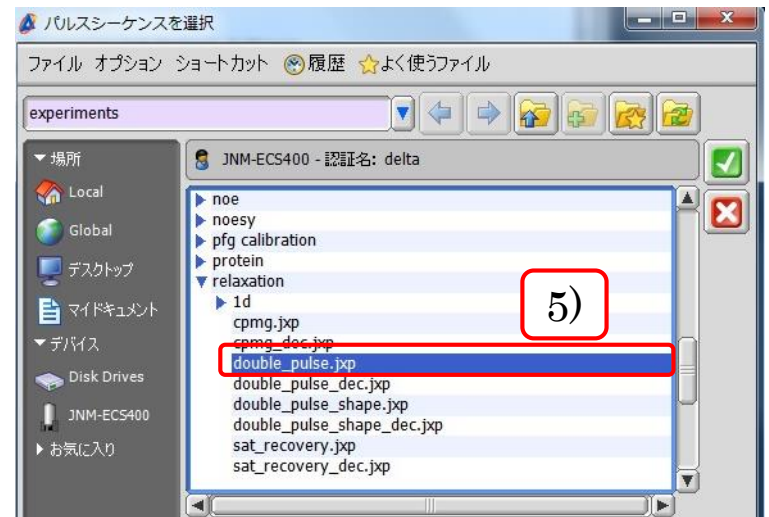 パルスシーケンスを選択
ファイル オプション ショートカット 履歴 よく使うファイル
experiments
場所
Local
Global
デスクトップ
マイドキュメント
デバイス
Disk Drives
JNM-ECS400
お気に入り
JNM-ECS400 - 認証名: delta
noe
noesy
pfg calibration
protein
relaxation
1d
cpmg.jxp
cpmg_dec.jxp
double_pulse.jxp
double_pulse_dec.jxp
double_pulse_shape.jxp
double_pulse_shape_dec.jxp
sat_recovery.jxp
sat_recovery_dec.jxp
5)